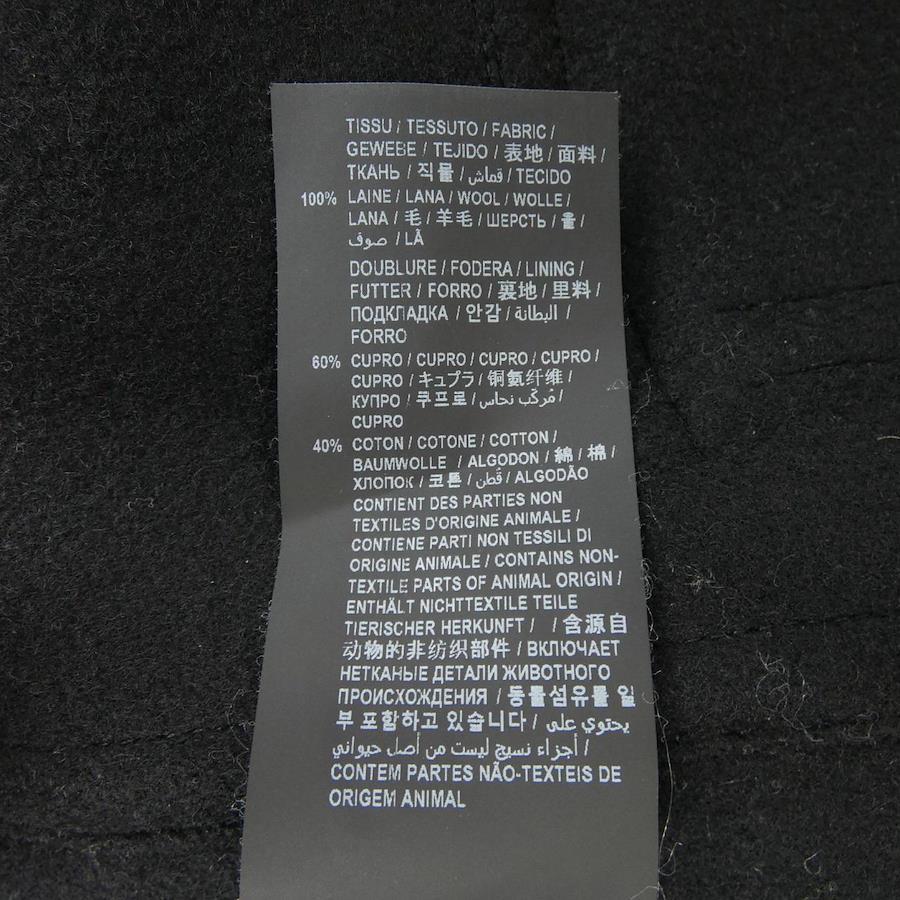 TISSU / TESSUTO / FABRIC /
GEWEBE / TEJIDO / 表地 / 面料 /
ТКАНЬ / 직물 / قماش / TECIDO
100% LAINE / LANA / WOOL / WOLLE /
LANA / 毛 / 羊毛 / ШЕРСТЬ / 울 /
صوف / LÃ
DOUBLURE / FODERA / LINING /
FUTTER / FORRO / 裏地 / 里料 /
ПОДКЛАДКА / 안감 / البطانة /
FORRO
60% CUPRO / CUPRO / CUPRO / CUPRO /
CUPRO / キュプラ / 铜氨纤维 /
КУПРО / 쿠프로 / مُركّب نحاس /
CUPRO
40% COTON / COTONE / COTTON /
BAUMWOLLE / ALGODON / 綿 / 棉 /
ХЛОПОК / 코튼 / قُطن / ALGODÃO
CONTIENT DES PARTIES NON
TEXTILES D'ORIGINE ANIMALE /
CONTIENE PARTI NON TESSILI DI
ORIGINE ANIMALE / CONTAINS NON-
TEXTILE PARTS OF ANIMAL ORIGIN /
ENTHÄLT NICHTTEXTILE TEILE
TIERISCHER HERKUNFT / / 含源自
动物的非纺织部件 / ВКЛЮЧАЕТ
НЕТКАНЫЕ ДЕТАЛИ ЖИВОТНОГО
ПРОИСХОЖДЕНИЯ / 동물섬유를 일
부 포함하고 있습니다 / يحتوي على
أجزاء نسيج ليست من أصل حيواني /
CONTEM PARTES NÃO-TEXTEIS DE
ORIGEM ANIMAL